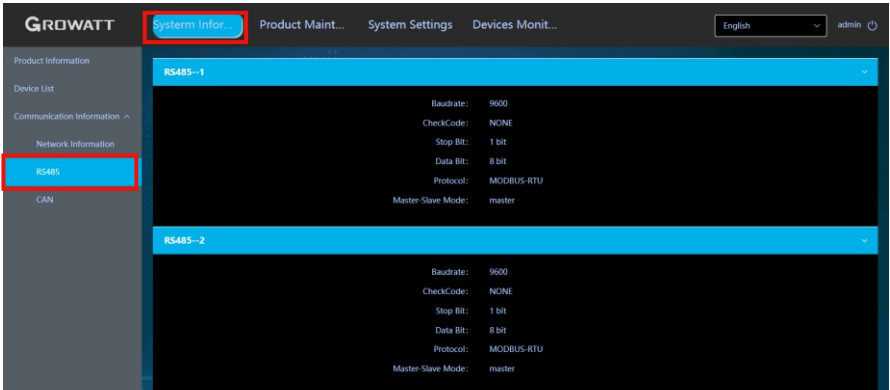 GROWATT
Systerm Infor...
Product Maint...
System Settings
Devices Monit...
English
admin
Product Information
Device List
Communication Information
Network Information
RS485
CAN
RS485--1
Baudrate: 9600
CheckCode: NONE
Stop Bit: 1 bit
Data Bit: 8 bit
Protocol: MODBUS-RTU
Master-Slave Mode: master
RS485--2
Baudrate: 9600
CheckCode: NONE
Stop Bit: 1 bit
Data Bit: 8 bit
Protocol: MODBUS-RTU
Master-Slave Mode: master